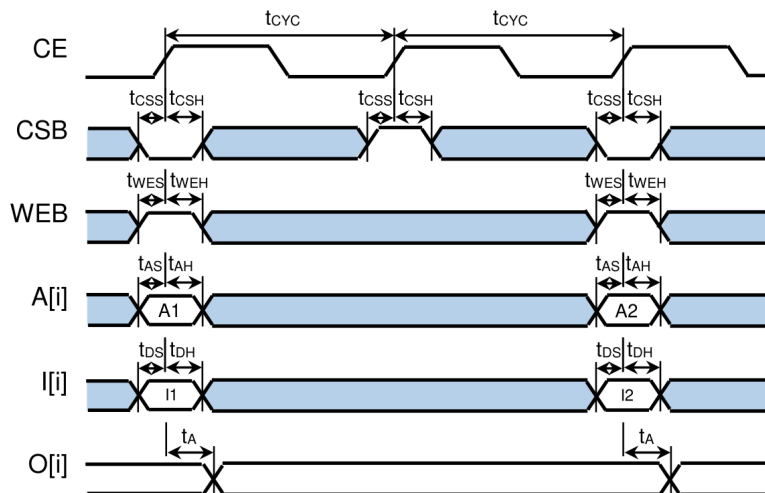 tCYC tCYC
CE
tCSS tCSH tCSS tCSH tCSS tCSH
CSB
tWES tWEH tWES tWEH
WEB
tAS tAH tAS tAH
A[i] A1 A2
tDS tDH tDS tDH
I[i] I1 I2
tA tA
O[i]